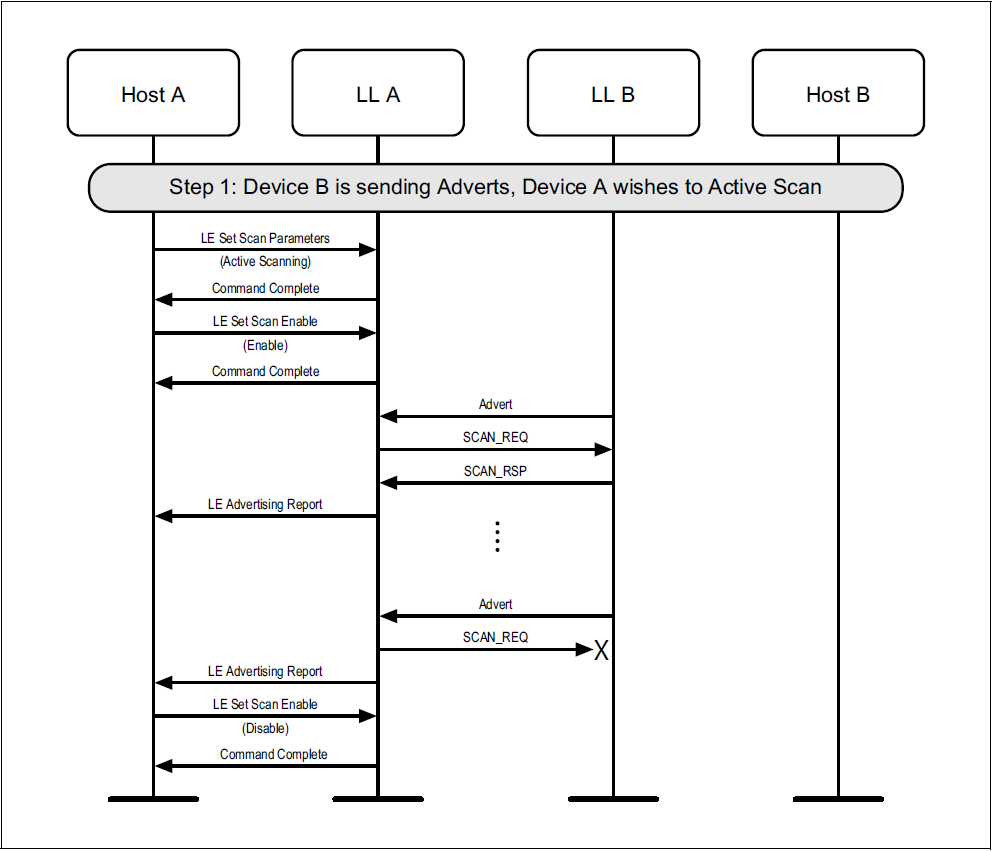 Host A
LL A
LL B
Host B
Step 1: Device B is sending Adverts, Device A wishes to Active Scan
LE Set Scan Parameters
(Active Scanning)
Command Complete
LE Set Scan Enable
(Enable)
Command Complete
Advert
SCAN_REQ
SCAN_RSP
LE Advertising Report
Advert
SCAN_REQ
X
LE Advertising Report
LE Set Scan Enable
(Disable)
Command Complete